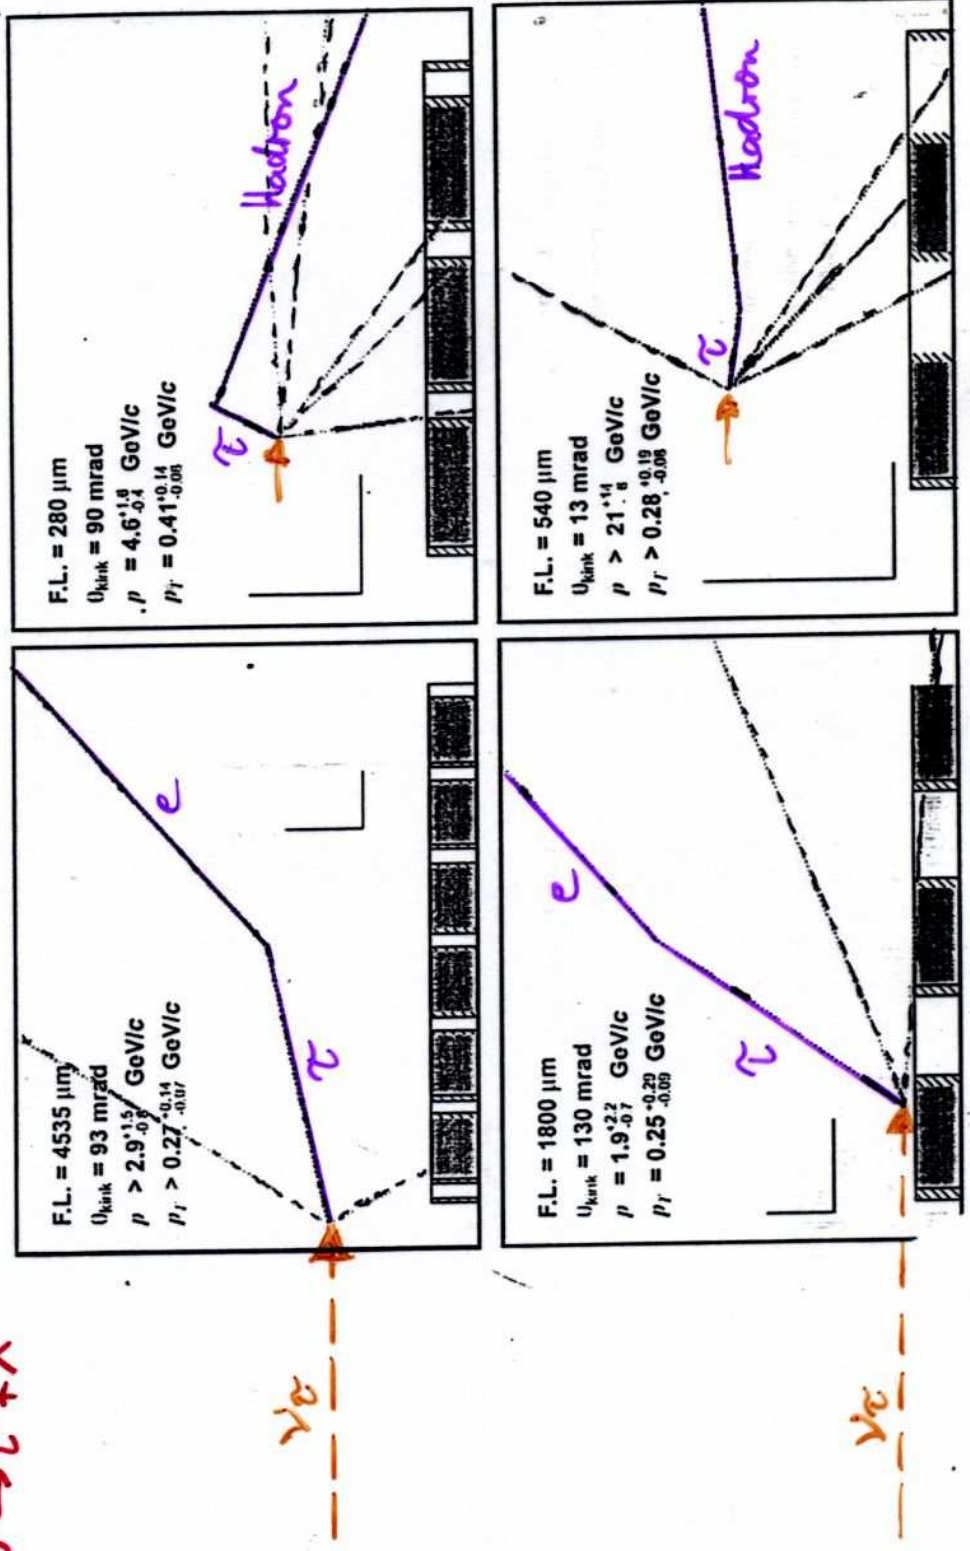 → τ + X
F.L. = 4535 μm
θkink = 93 mrad
p > 2.9 +1.5 -0.8 GeV/c
pT > 0.27 +0.14 -0.07 GeV/c
τ
e
ντ
F.L. = 280 μm
θkink = 90 mrad
p = 4.6 +1.6 -0.4 GeV/c
pT = 0.41 +0.14 -0.08 GeV/c
τ
Hadron
F.L. = 1800 μm
θkink = 130 mrad
p = 1.9 +2.2 -0.7 GeV/c
pT = 0.25 +0.29 -0.09 GeV/c
τ
e
ντ
F.L. = 540 μm
θkink = 13 mrad
p > 21 +14 -6 GeV/c
pT > 0.28 +0.19 -0.08 GeV/c
τ
Hadron